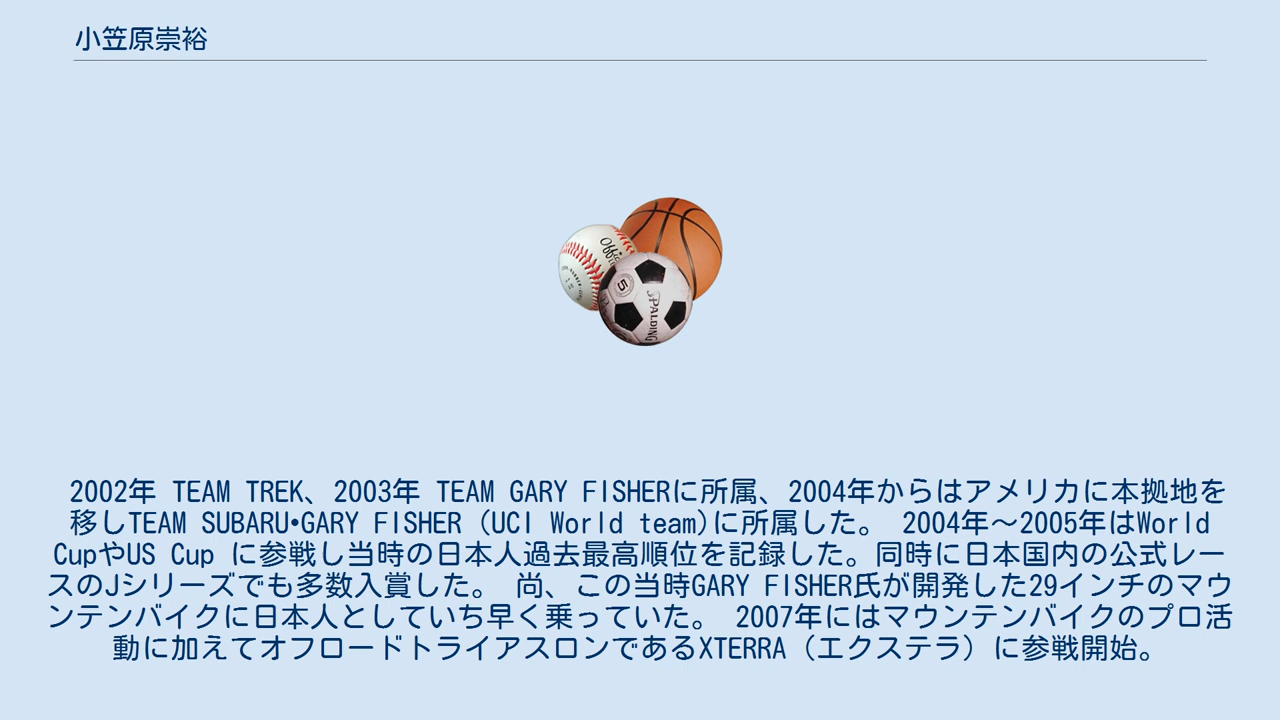 小笠原崇裕
Offic
5
SPALDING
2002年 TEAM TREK、2003年 TEAM GARY FISHERに所属、2004年からはアメリカに本拠地を
移しTEAM SUBARU•GARY FISHER (UCI World team)に所属した。 2004年～2005年はWorld
CupやUS Cup に参戦し当時の日本人過去最高順位を記録した。同時に日本国内の公式レー
スのJシリーズでも多数入賞した。 尚、この当時GARY FISHER氏が開発した29インチのマウ
ンテンバイクに日本人としていち早く乗っていた。 2007年にはマウンテンバイクのプロ活
動に加えてオフロードトライアスロンであるXTERRA（エクステラ）に参戦開始。